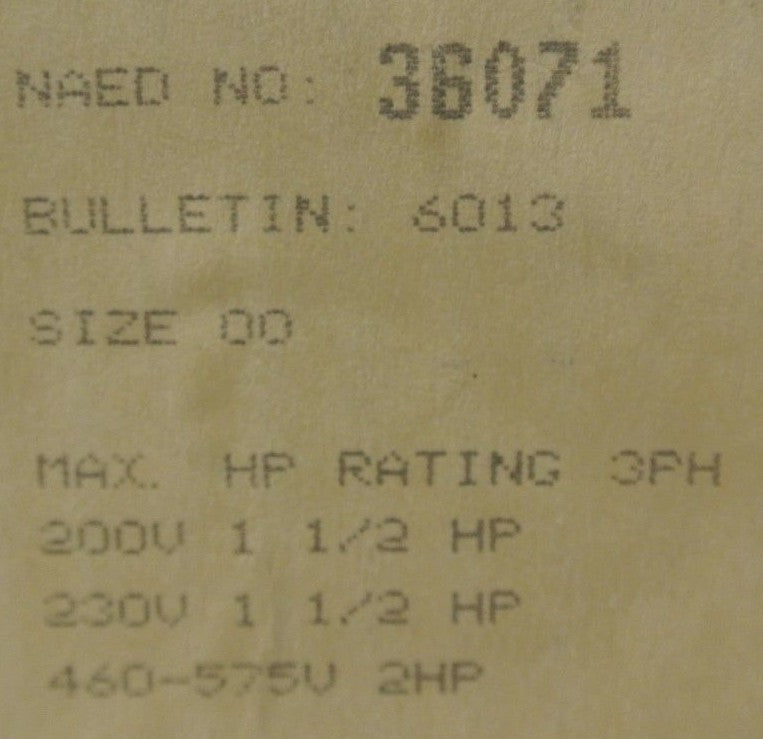 NAED NO: 36071
BULLETIN: 6013
SIZE 00
MAX. HP RATING 3PH
200V 1 1/2 HP
230V 1 1/2 HP
460-575V 2HP